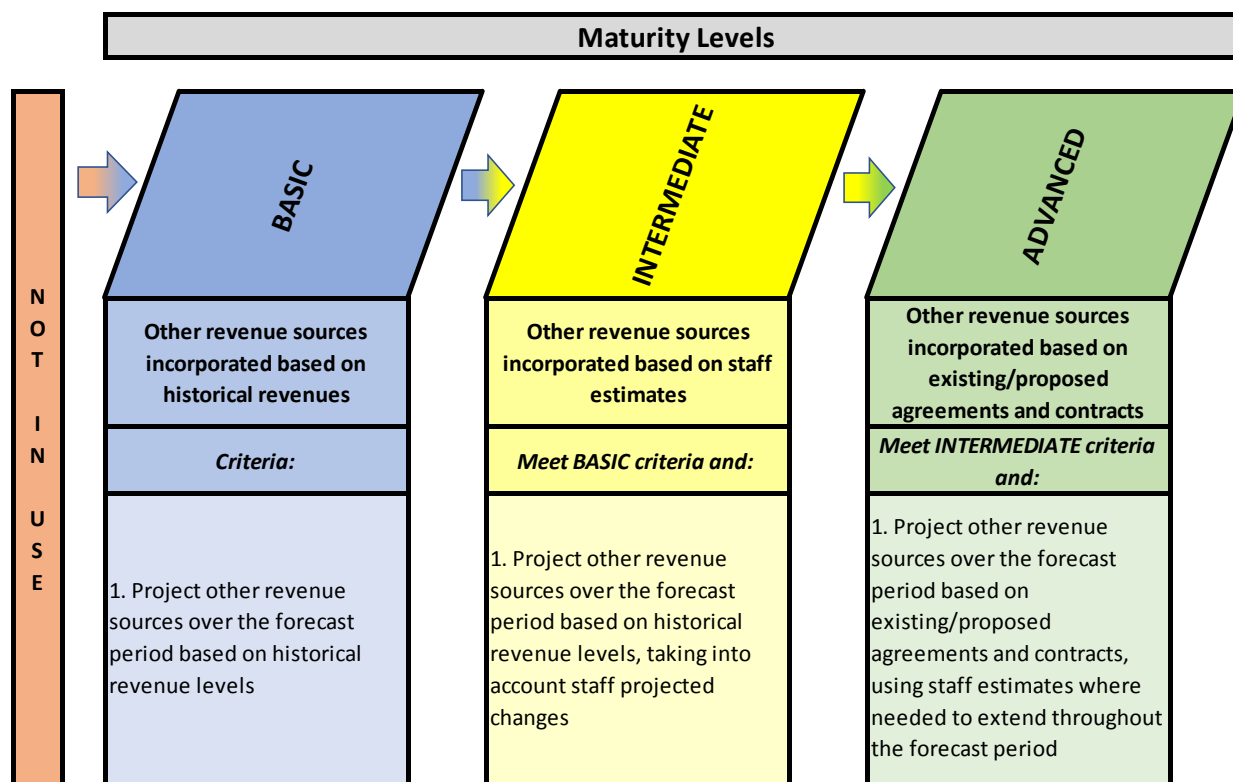 Maturity Levels
NOT IN USE
BASIC
Other revenue sources
incorporated based on
historical revenues
Criteria:
1. Project other revenue
sources over the forecast
period based on historical
revenue levels
INTERMEDIATE
Other revenue sources
incorporated based on staff
estimates
Meet BASIC criteria and:
1. Project other revenue
sources over the forecast
period based on historical
revenue levels, taking into
account staff projected
changes
ADVANCED
Other revenue sources
incorporated based on
existing/proposed
agreements and contracts
Meet INTERMEDIATE criteria
and:
1. Project other revenue
sources over the forecast
period based on
existing/proposed
agreements and contracts,
using staff estimates where
needed to extend throughout
the forecast period